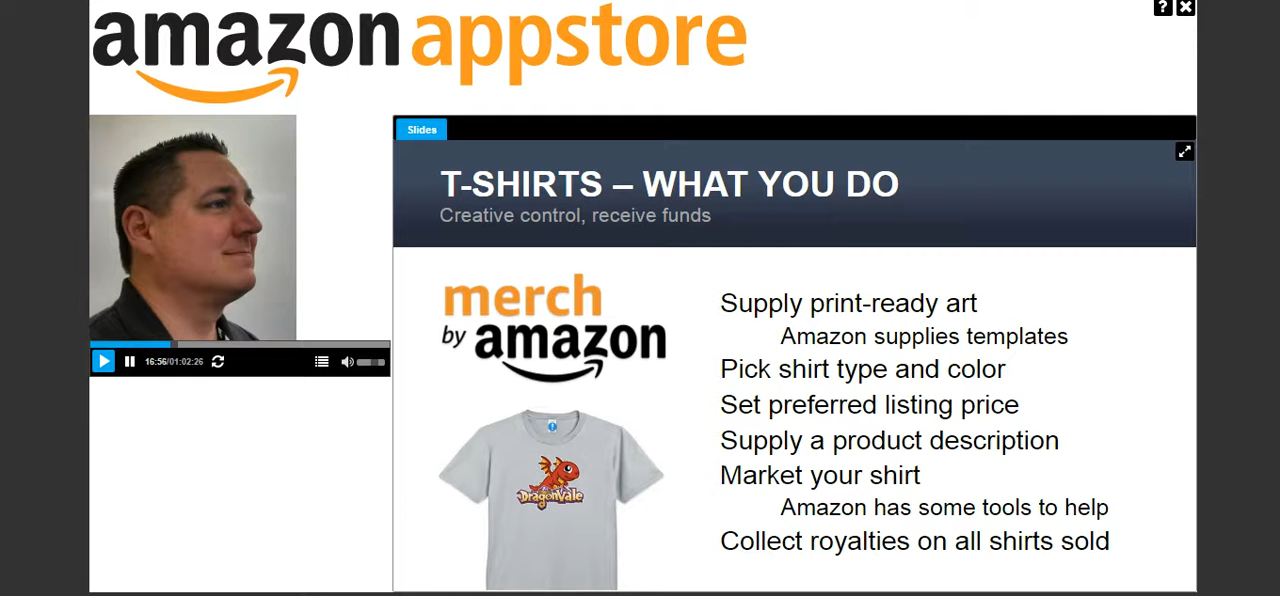 amazon appstore
? ×
Slides
T-SHIRTS – WHAT YOU DO
Creative control, receive funds
16:56/01:02:26
merch
by amazon
DragonVale
Supply print-ready art
Amazon supplies templates
Pick shirt type and color
Set preferred listing price
Supply a product description
Market your shirt
Amazon has some tools to help
Collect royalties on all shirts sold